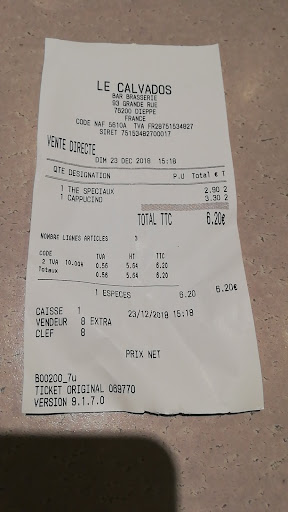 LE CALVADOS
BAR BRASSERIE
93 GRANDE RUE
76200 DIEPPE
FRANCE
CODE NAF 5610A TVA FR28751534827
SIRET 75153482700017
VENTE DIRECTE
DIM 23 DEC 2018 15:18
QTE DESIGNATION P.U Total € T
1 THE SPECIAUX 2.90 2
1 CAPPUCINO 3.30 2
TOTAL TTC 6.20€
NOMBRE LIGNES ARTICLES
CODE TVA HT TTC
2 TVA 10.00% 0.56 5.64 6.20
Totaux 0.56 5.64 6.20
1 ESPECES 6.20 6.20€
CAISSE 1 23/12/2018 15:18
VENDEUR 8 EXTRA
CLEF 8
PRIX NET
B00200_7u
TICKET ORIGINAL 069770
VERSION 9.1.7.0